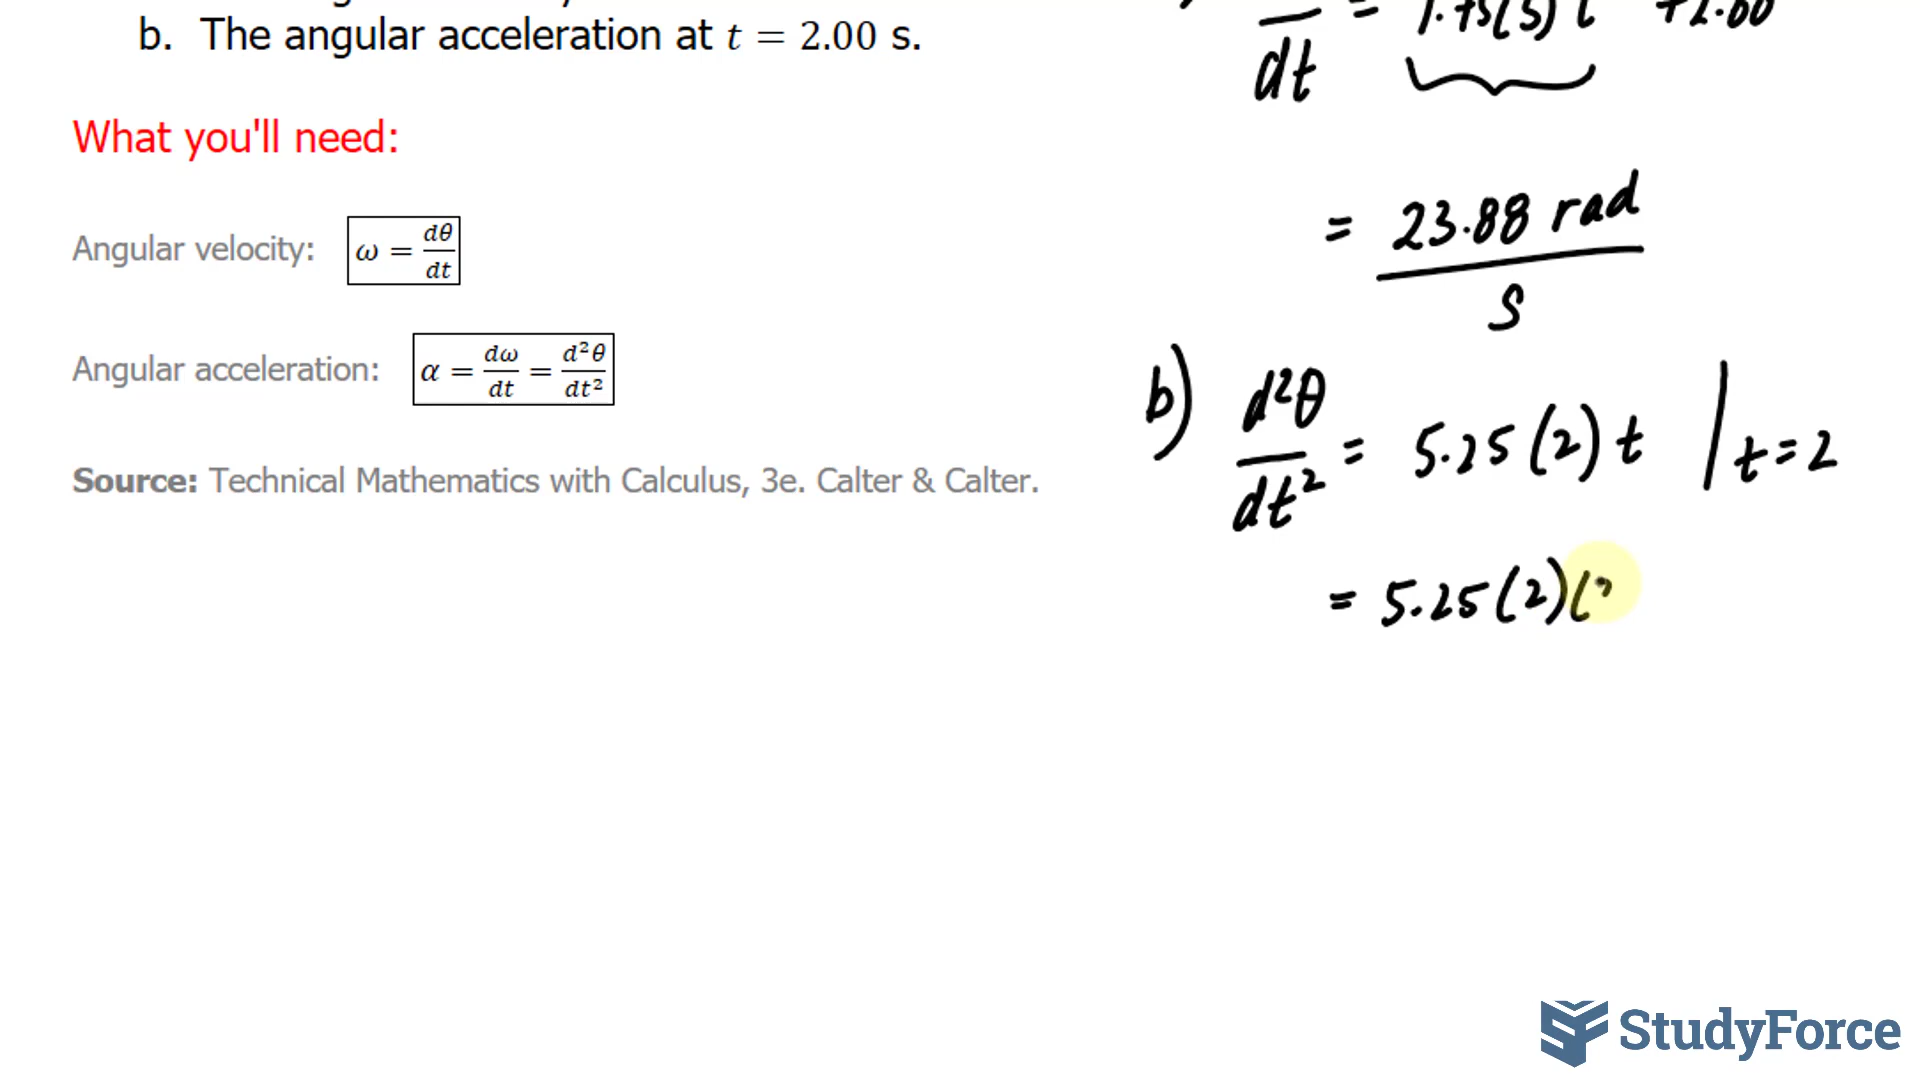 b. The angular acceleration at t = 2.00 s.
What you'll need:
Angular velocity: ω = dθ/dt
Angular acceleration: α = dω/dt = d²θ/dt²
Source: Technical Mathematics with Calculus, 3e. Calter & Calter.
dt
= 23.88 rad
s
b) d²θ/dt² = 5.25(2)t | t=2
= 5.25(2)(
StudyForce